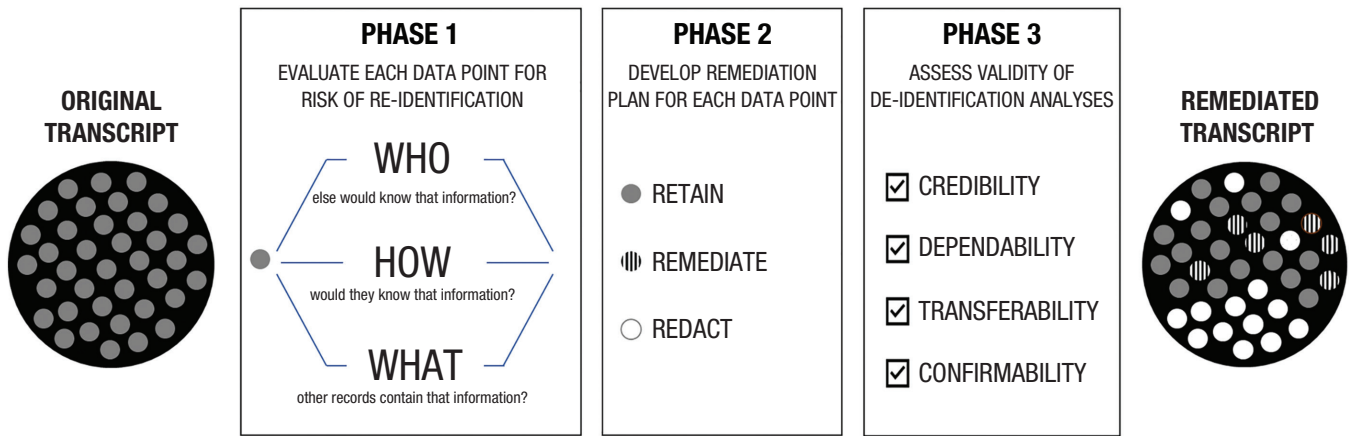 ORIGINAL
TRANSCRIPT
PHASE 1
EVALUATE EACH DATA POINT FOR
RISK OF RE-IDENTIFICATION
WHO
else would know that information?
HOW
would they know that information?
WHAT
other records contain that information?
PHASE 2
DEVELOP REMEDIATION
PLAN FOR EACH DATA POINT
RETAIN
REMEDIATE
REDACT
PHASE 3
ASSESS VALIDITY OF
DE-IDENTIFICATION ANALYSES
CREDIBILITY
DEPENDABILITY
TRANSFERABILITY
CONFIRMABILITY
REMEDIATED
TRANSCRIPT